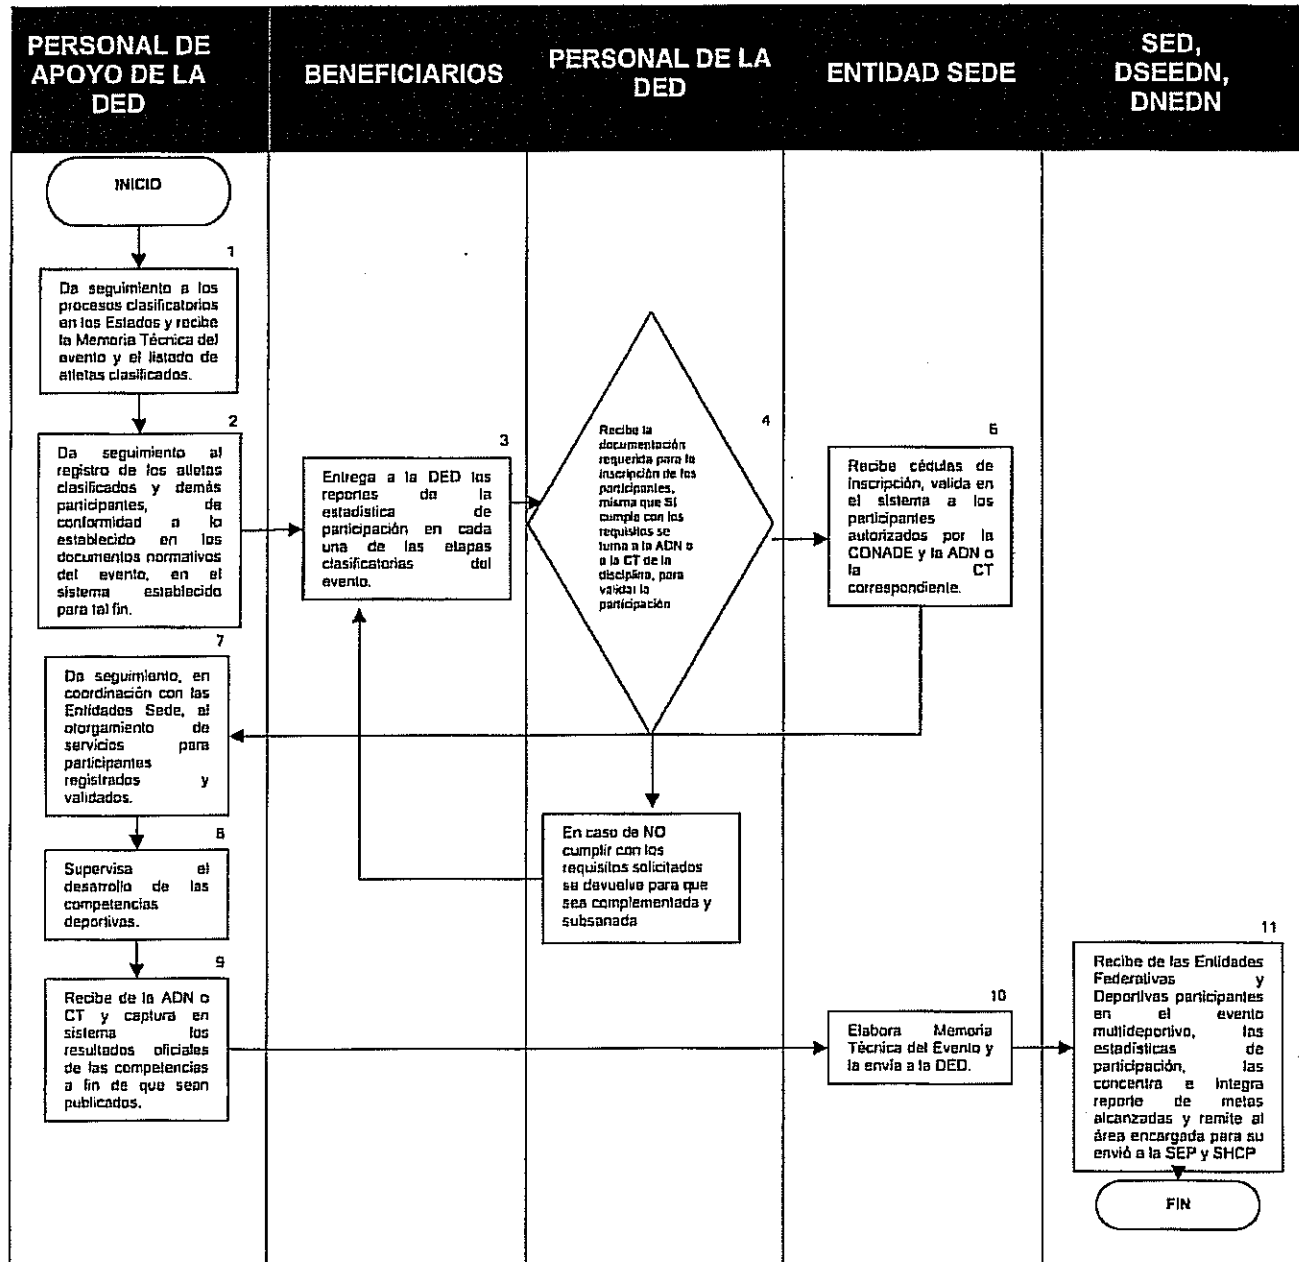 PERSONAL DE
APOYO DE LA
DED
BENEFICIARIOS
PERSONAL DE LA
DED
ENTIDAD SEDE
SED,
DSEEDN,
DNEDN
INICIO
1
Da seguimiento a los
procesos clasificatorios
en los Estados y recibe
la Memoria Técnica del
evento y el listado de
atletas clasificados.
2
Da seguimiento al
registro de los atletas
clasificados y demás
participantes, de
conformidad a lo
establecido en los
documentos normativos
del evento, en el
sistema establecido
para tal fin.
3
Entrega a la DED los
reportes de la
estadística de
participación en cada
una de las etapas
clasificatorias del
evento.
4
Recibe la
documentación
requerida para la
inscripción de los
participantes,
misma que SÍ
cumpla con los
requisitos se
turna a la ADN o
a la CT de la
disciplina, para
validar la
participación
En caso de NO
cumplir con los
requisitos solicitados
se devuelve para que
sea complementada y
subsanada
6
Recibe cédulas de
inscripción, valida en
el sistema a los
participantes
autorizados por la
CONADE y la ADN o
la CT
correspondiente.
7
Da seguimiento, en
coordinación con las
Entidades Sede, al
otorgamiento de
servicios para
participantes
registrados y
validados.
8
Supervisa el
desarrollo de las
competencias
deportivas.
9
Recibe de la ADN o
CT y captura en
sistema los
resultados oficiales
de las competencias
a fin de que sean
publicados.
10
Elabora Memoria
Técnica del Evento y
la envía a la DED.
11
Recibe de las Entidades
Federativas y
Deportivas participantes
en el evento
multideportivo, las
estadísticas de
participación, las
concentra e integra
reporte de metas
alcanzadas y remite al
área encargada para su
envió a la SEP y SHCP
FIN